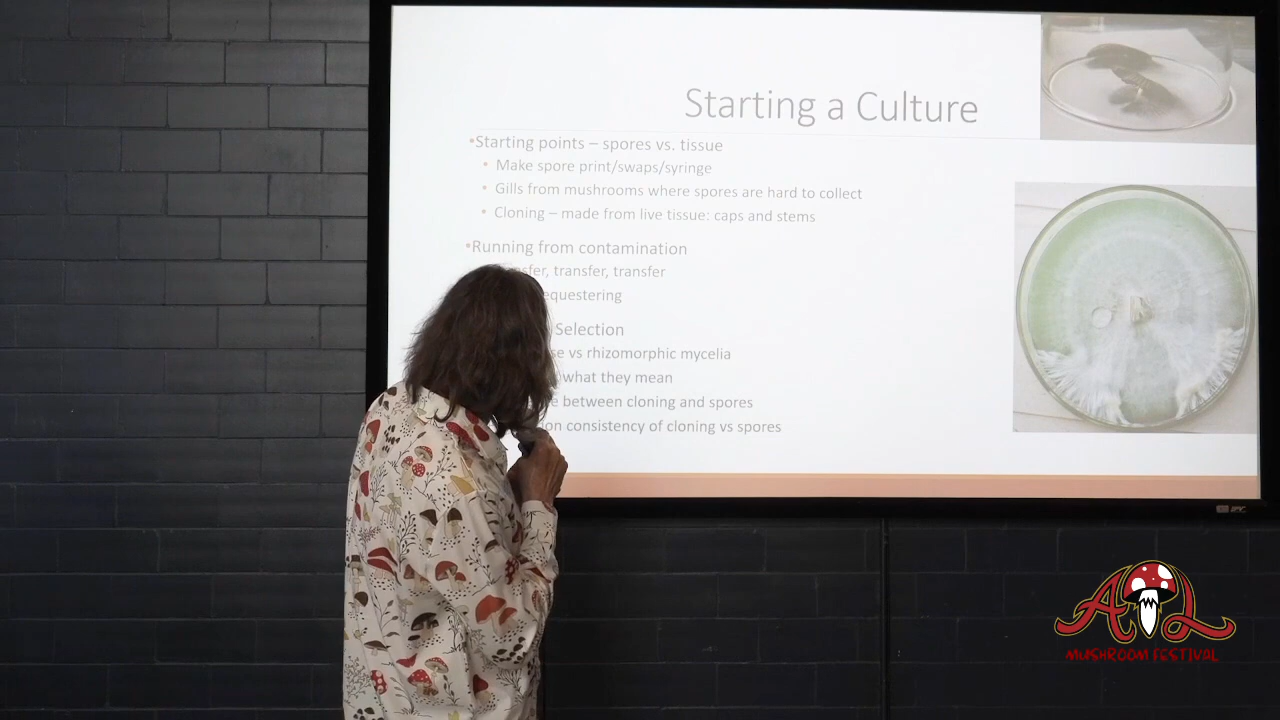 Starting a Culture
•Starting points – spores vs. tissue
• Make spore print/swaps/syringe
• Gills from mushrooms where spores are hard to collect
• Cloning – made from live tissue: caps and stems
•Running from contamination
transfer, transfer
Selection
vs rhizomorphic mycelia
what they mean
between cloning and spores
consistency of cloning vs spores
AL
MUSHROOM FESTIVAL